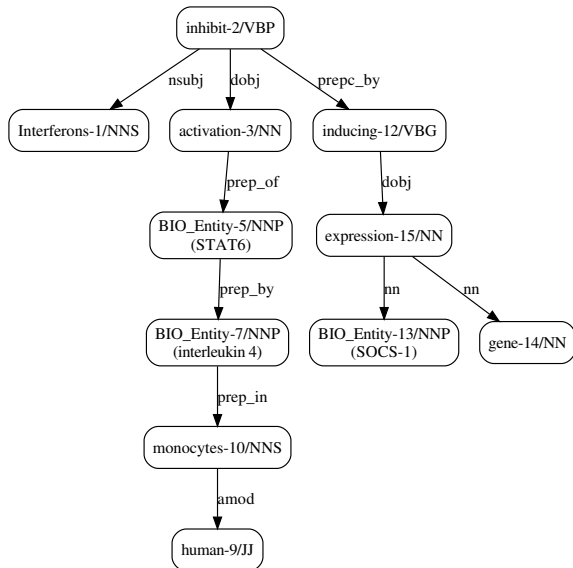 inhibit-2/VBP
nsubj
dobj
prepc_by
Interferons-1/NNS
activation-3/NN
inducing-12/VBG
prep_of
dobj
BIO_Entity-5/NNP
(STAT6)
expression-15/NN
prep_by
nn
nn
BIO_Entity-7/NNP
(interleukin 4)
BIO_Entity-13/NNP
(SOCS-1)
gene-14/NN
prep_in
monocytes-10/NNS
amod
human-9/JJ